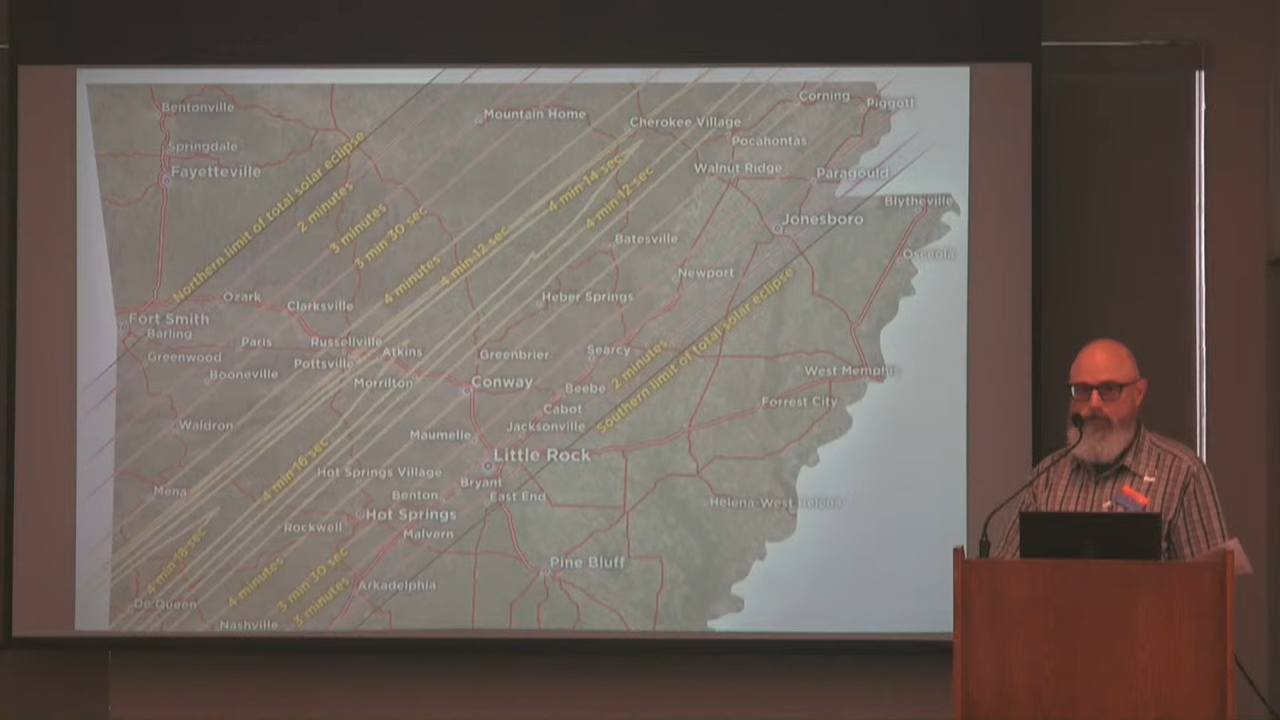 Bentonville
Mountain Home
Corning
Piggott
Cherokee Village
Springdale
Pocahontas
Fayetteville
Walnut Ridge
Paragould
Northern limit of total solar eclipse
2 minutes
3 minutes
3 min 30 sec
4 minutes
4 min 12 sec
4 min 14 sec
4 min 12 sec
Blytheville
Jonesboro
Batesville
Osceola
Newport
Ozark
Clarksville
Heber Springs
Fort Smith
Barling
Paris
Russellville
Greenwood
Pottsville
Atkins
Greenbrier
Searcy
2 minutes
Southern limit of total solar eclipse
Booneville
Morrilton
Conway
Beebe
West Memphis
Cabot
Forrest City
Waldron
Maumelle
Jacksonville
4 min 16 sec
Little Rock
Hot Springs Village
Bryant
Mena
Benton
East End
Helena-West Helena
Rockwell
Hot Springs
Malvern
4 min 18 sec
Pine Bluff
4 minutes
3 min 30 sec
3 minutes
Arkadelphia
De Queen
Nashville